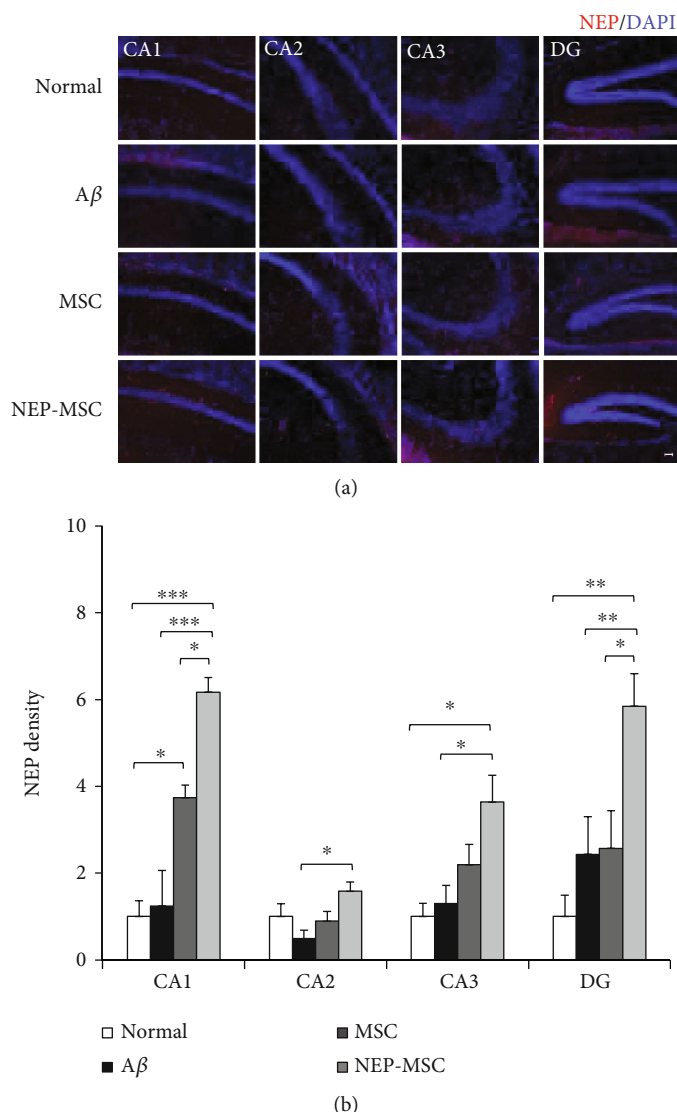 NEP/DAPI
CA1 CA2 CA3 DG
Normal
Aβ
MSC
NEP-MSC
(a)
10
8
6
4
2
0
NEP density
*** *** * *
*
* *
** ** *
CA1 CA2 CA3 DG
Normal MSC
Aβ NEP-MSC
(b)